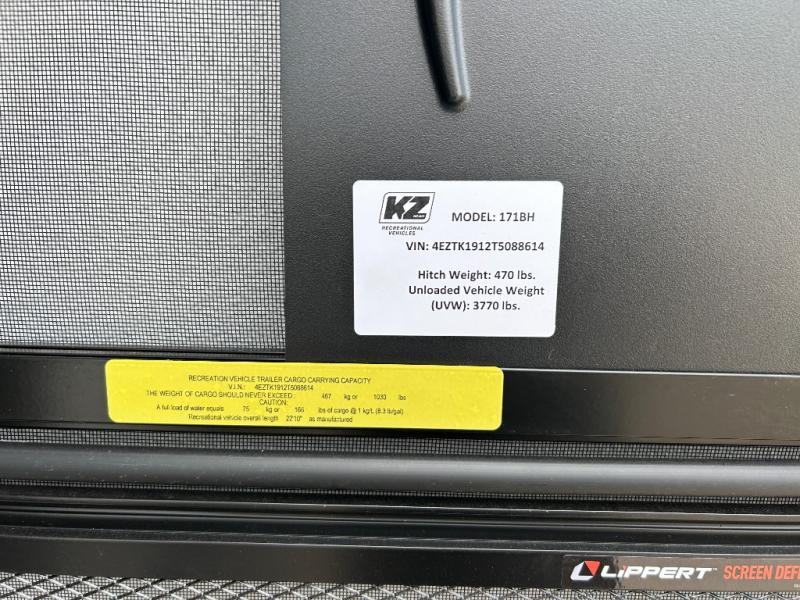 KZ
RECREATIONAL
VEHICLES
MODEL: 171BH
VIN: 4EZTK1912T5088614
Hitch Weight: 470 lbs.
Unloaded Vehicle Weight
(UVW): 3770 lbs.
RECREATION VEHICLE TRAILER CARGO CARRYING CAPACITY
V.I.N.: 4EZTK1912T5088614
THE WEIGHT OF CARGO SHOULD NEVER EXCEED: 467 kg or 1030 lbs
CAUTION:
A full load of water equals 75 kg or 166 lbs of cargo @ 1 kg/L (8.3 lb/gal)
Recreational vehicle overall length 22'10" as manufactured
LIPPERT SCREEN DEF